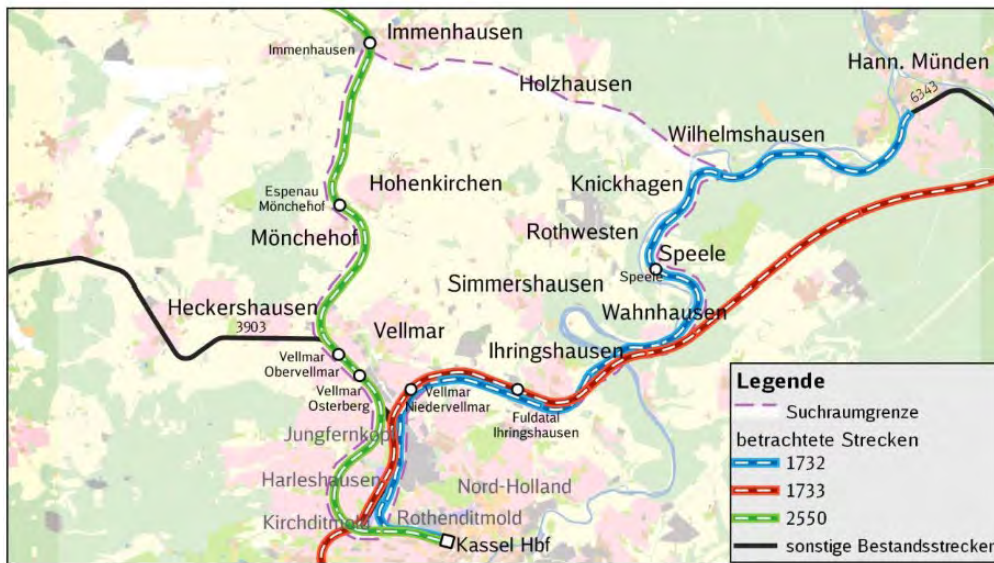 Immenhausen
Immenhausen
Hann. Münden
6343
Holzhausen
Wilhelmshausen
Espenau
Mönchehof
Hohenkirchen
Knickhagen
Mönchehof
Rothwesten
Speele
Speele
Simmershausen
Heckershausen
Wahnhausen
3903
Vellmar
Ihringshausen
Vellmar
Obervellmar
Vellmar
Osterberg
Vellmar
Niedervellmar
Fuldatal
Ihringshausen
Jungfernkopf
Harleshausen
Nord-Holland
Kirchditmold
Rothenditmold
Kassel Hbf
Legende
Suchraumgrenze
betrachtete Strecken
1732
1733
2550
sonstige Bestandsstrecken